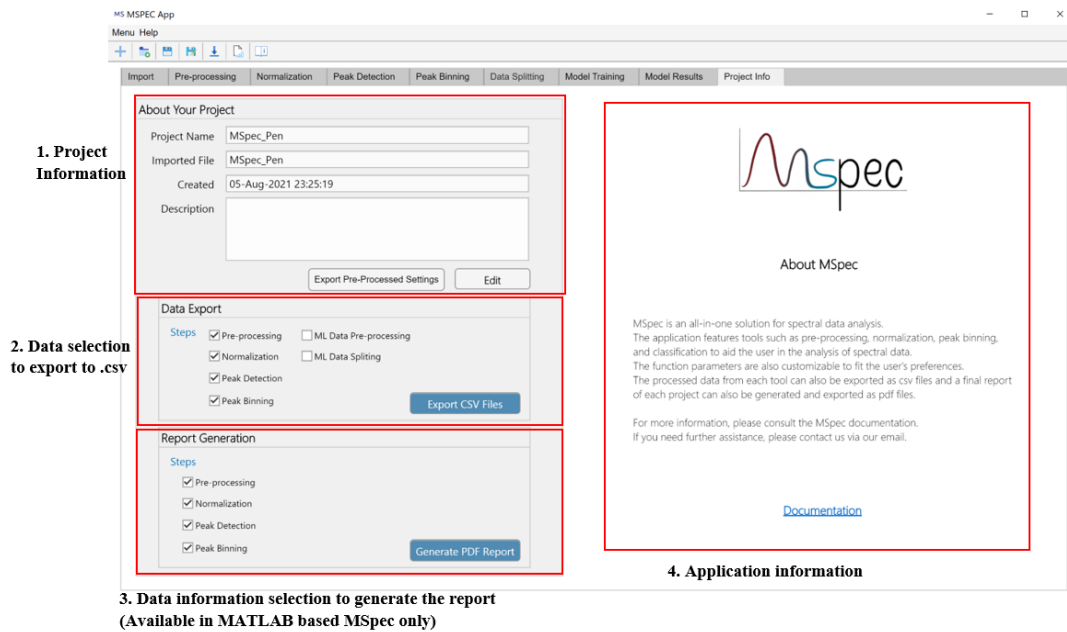 MS MSPEC App
Menu Help
Import Pre-processing Normalization Peak Detection Peak Binning Data Splitting Model Training Model Results Project Info
1. Project
Information
About Your Project
Project Name MSpec_Pen
Imported File MSpec_Pen
Created 05-Aug-2021 23:25:19
Description
Export Pre-Processed Settings Edit
2. Data selection
to export to .csv
Data Export
Steps Pre-processing ML Data Pre-processing
Normalization ML Data Spliting
Peak Detection
Peak Binning
Export CSV Files
Report Generation
Steps
Pre-processing
Normalization
Peak Detection
Peak Binning
Generate PDF Report
3. Data information selection to generate the report
(Available in MATLAB based MSpec only)
Mspec
About MSpec
MSpec is an all-in-one solution for spectral data analysis.
The application features tools such as pre-processing, normalization, peak binning,
and classification to aid the user in the analysis of spectral data.
The function parameters are also customizable to fit the user's preferences.
The processed data from each tool can also be exported as csv files and a final report
of each project can also be generated and exported as pdf files.
For more information, please consult the MSpec documentation.
If you need further assistance, please contact us via our email.
Documentation
4. Application information